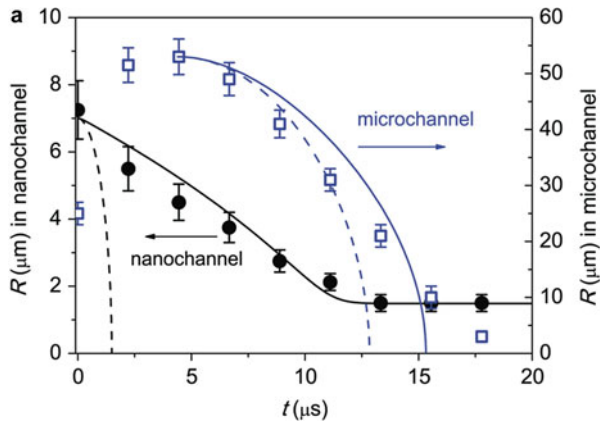 a
10
8
6
4
2
0
R (μm) in nanochannel
60
50
40
30
20
10
0
R (μm) in microchannel
microchannel
nanochannel
0 5 10 15 20
t (μs)